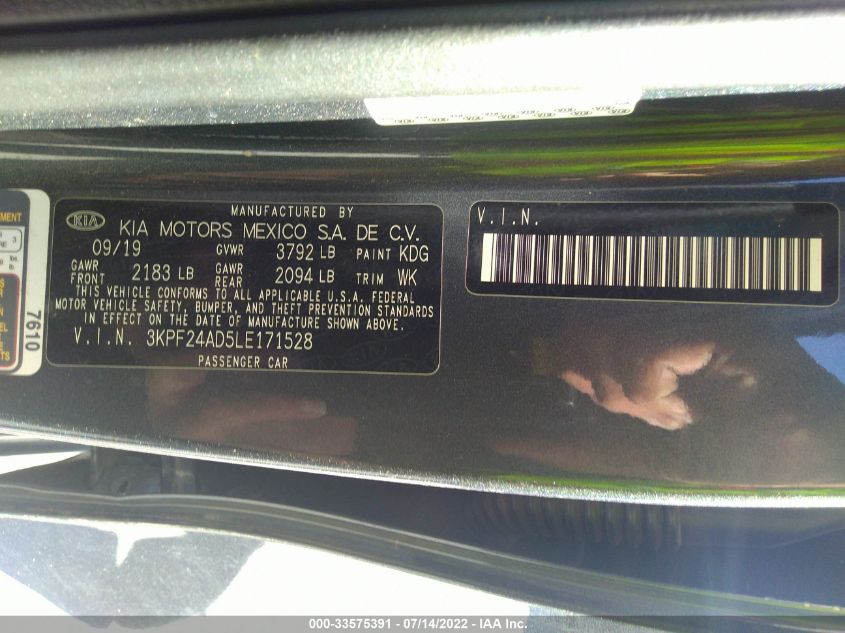 MANUFACTURED BY
KIA KIA MOTORS MEXICO S.A. DE C.V.
09/19 GVWR 3792 LB PAINT KDG
GAWR FRONT 2183 LB GAWR REAR 2094 LB TRIM WK
THIS VEHICLE CONFORMS TO ALL APPLICABLE U.S.A. FEDERAL
MOTOR VEHICLE SAFETY, BUMPER, AND THEFT PREVENTION STANDARDS
IN EFFECT ON THE DATE OF MANUFACTURE SHOWN ABOVE.
V.I.N. 3KPF24AD5LE171528
PASSENGER CAR
V.I.N.
7610
000-33575391 - 07/14/2022 - IAA Inc.